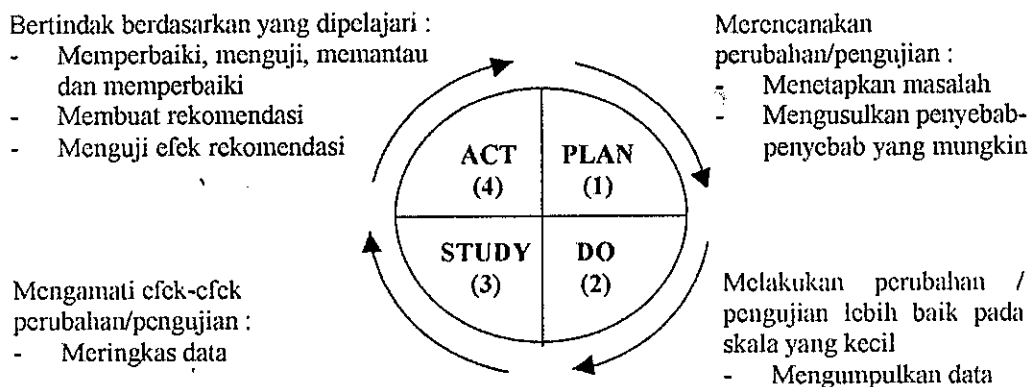 Bertindak berdasarkan yang dipelajari :
- Memperbaiki, menguji, memantau
dan memperbaiki
- Membuat rekomendasi
- Menguji efek rekomendasi
Merencanakan
perubahan/pengujian :
- Menetapkan masalah
- Mengusulkan penyebab-
penyebab yang mungkin
ACT
(4)
PLAN
(1)
STUDY
(3)
DO
(2)
Mengamati efek-efek
perubahan/pengujian :
- Meringkas data
Melakukan perubahan /
pengujian lebih baik pada
skala yang kecil
- Mengumpulkan data